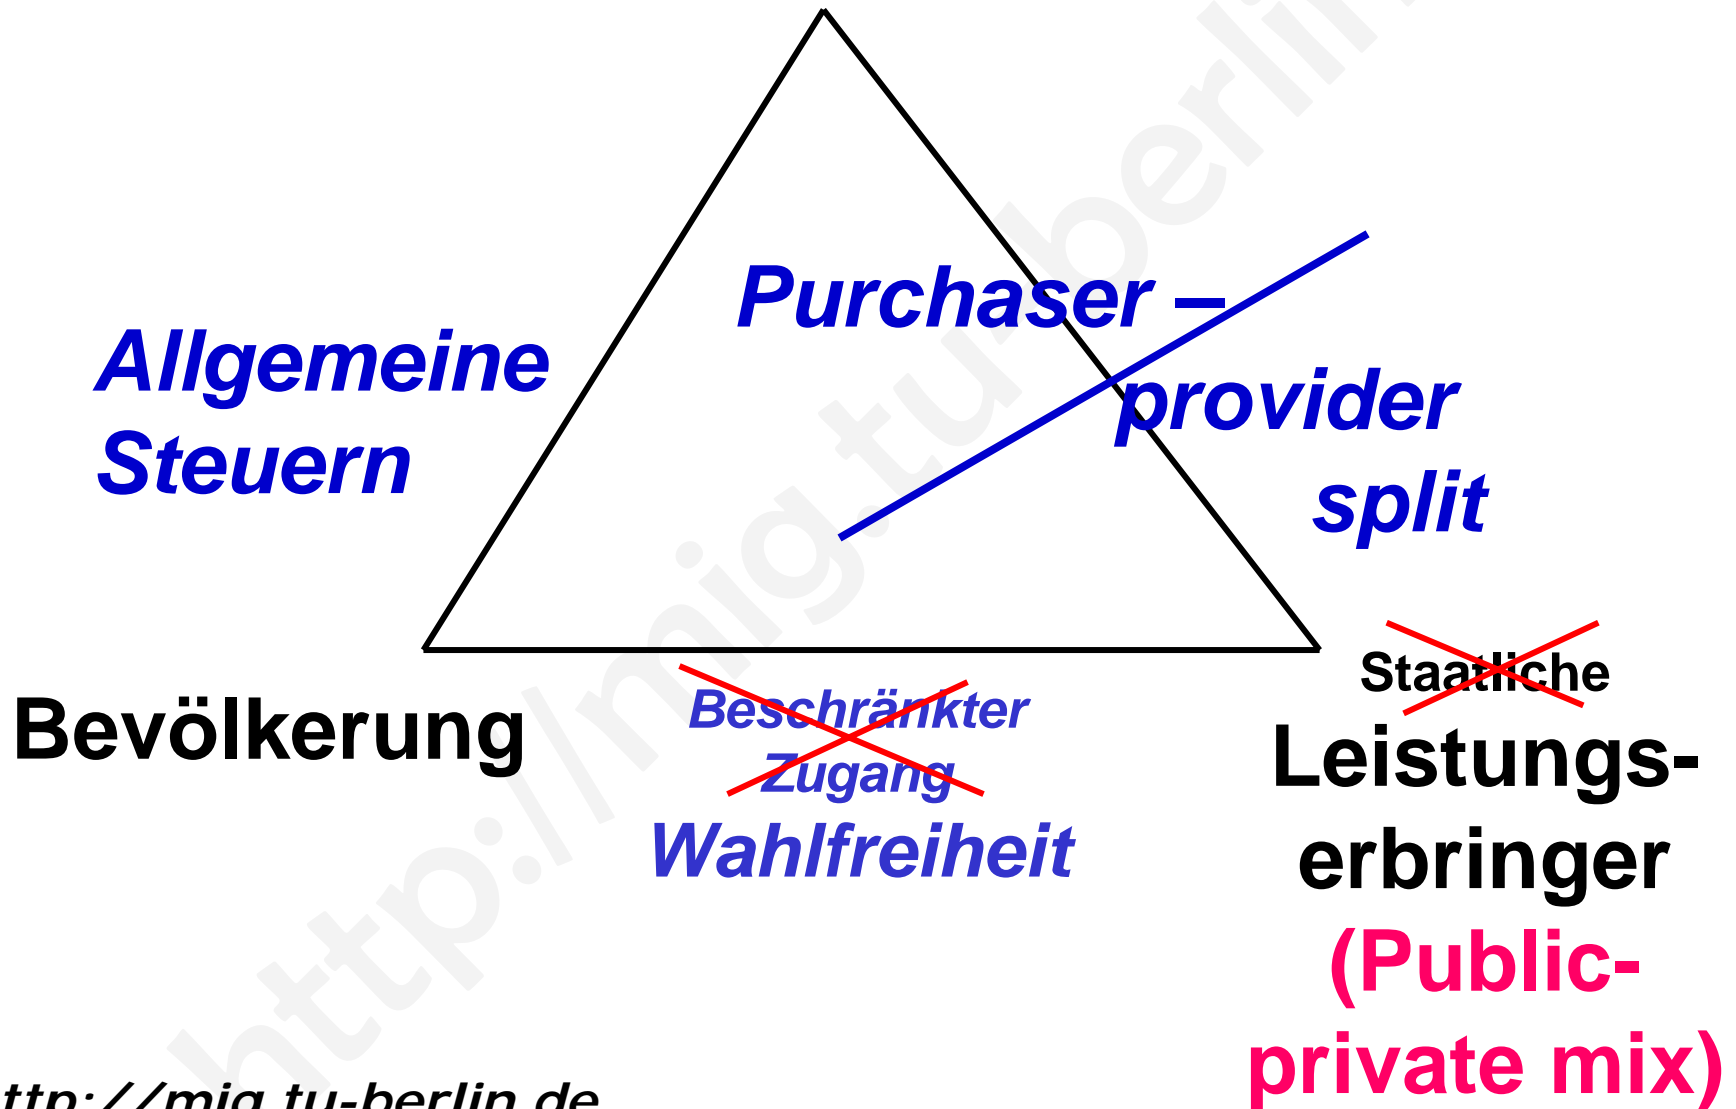 Purchaser –
Allgemeine
Steuern
provider
split
Staatliche
Bevölkerung
Beschränkter
Zugang
Wahlfreiheit
Leistungs-
erbringer
(Public-
private mix)
ttp://mig.tu-berlin.de
http://mig.tu-berlin